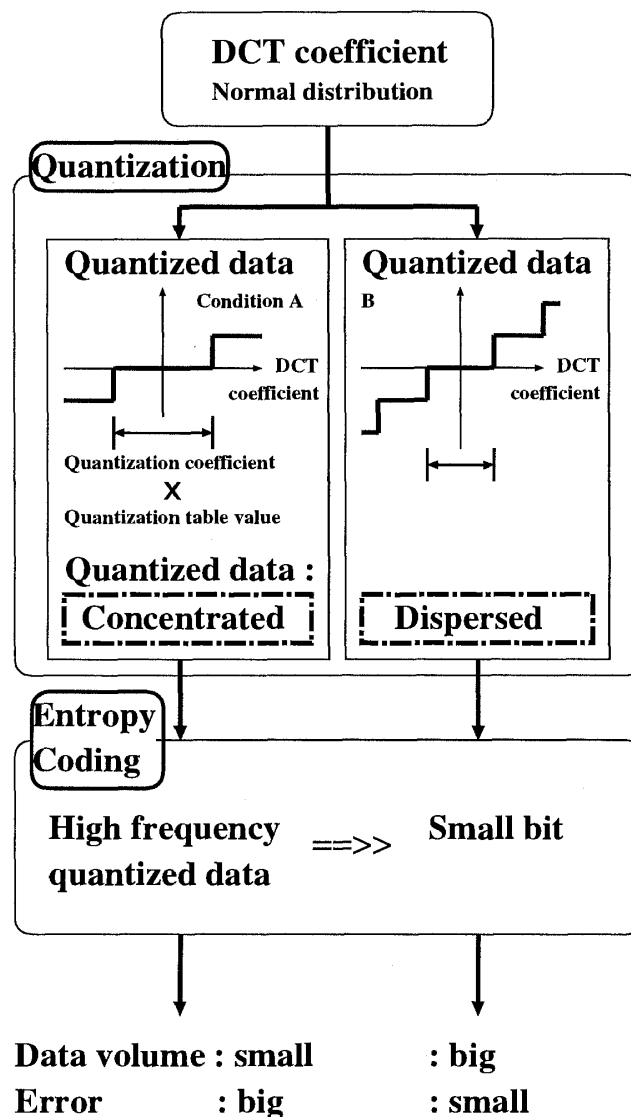 DCT coefficient
Normal distribution
Quantization
Quantized data
Condition A
DCT
coefficient
Quantization coefficient
X
Quantization table value
Quantized data :
Concentrated
Quantized data
B
DCT
coefficient
Dispersed
Entropy
Coding
High frequency
quantized data
==>>
Small bit
Data volume : small : big
Error : big : small